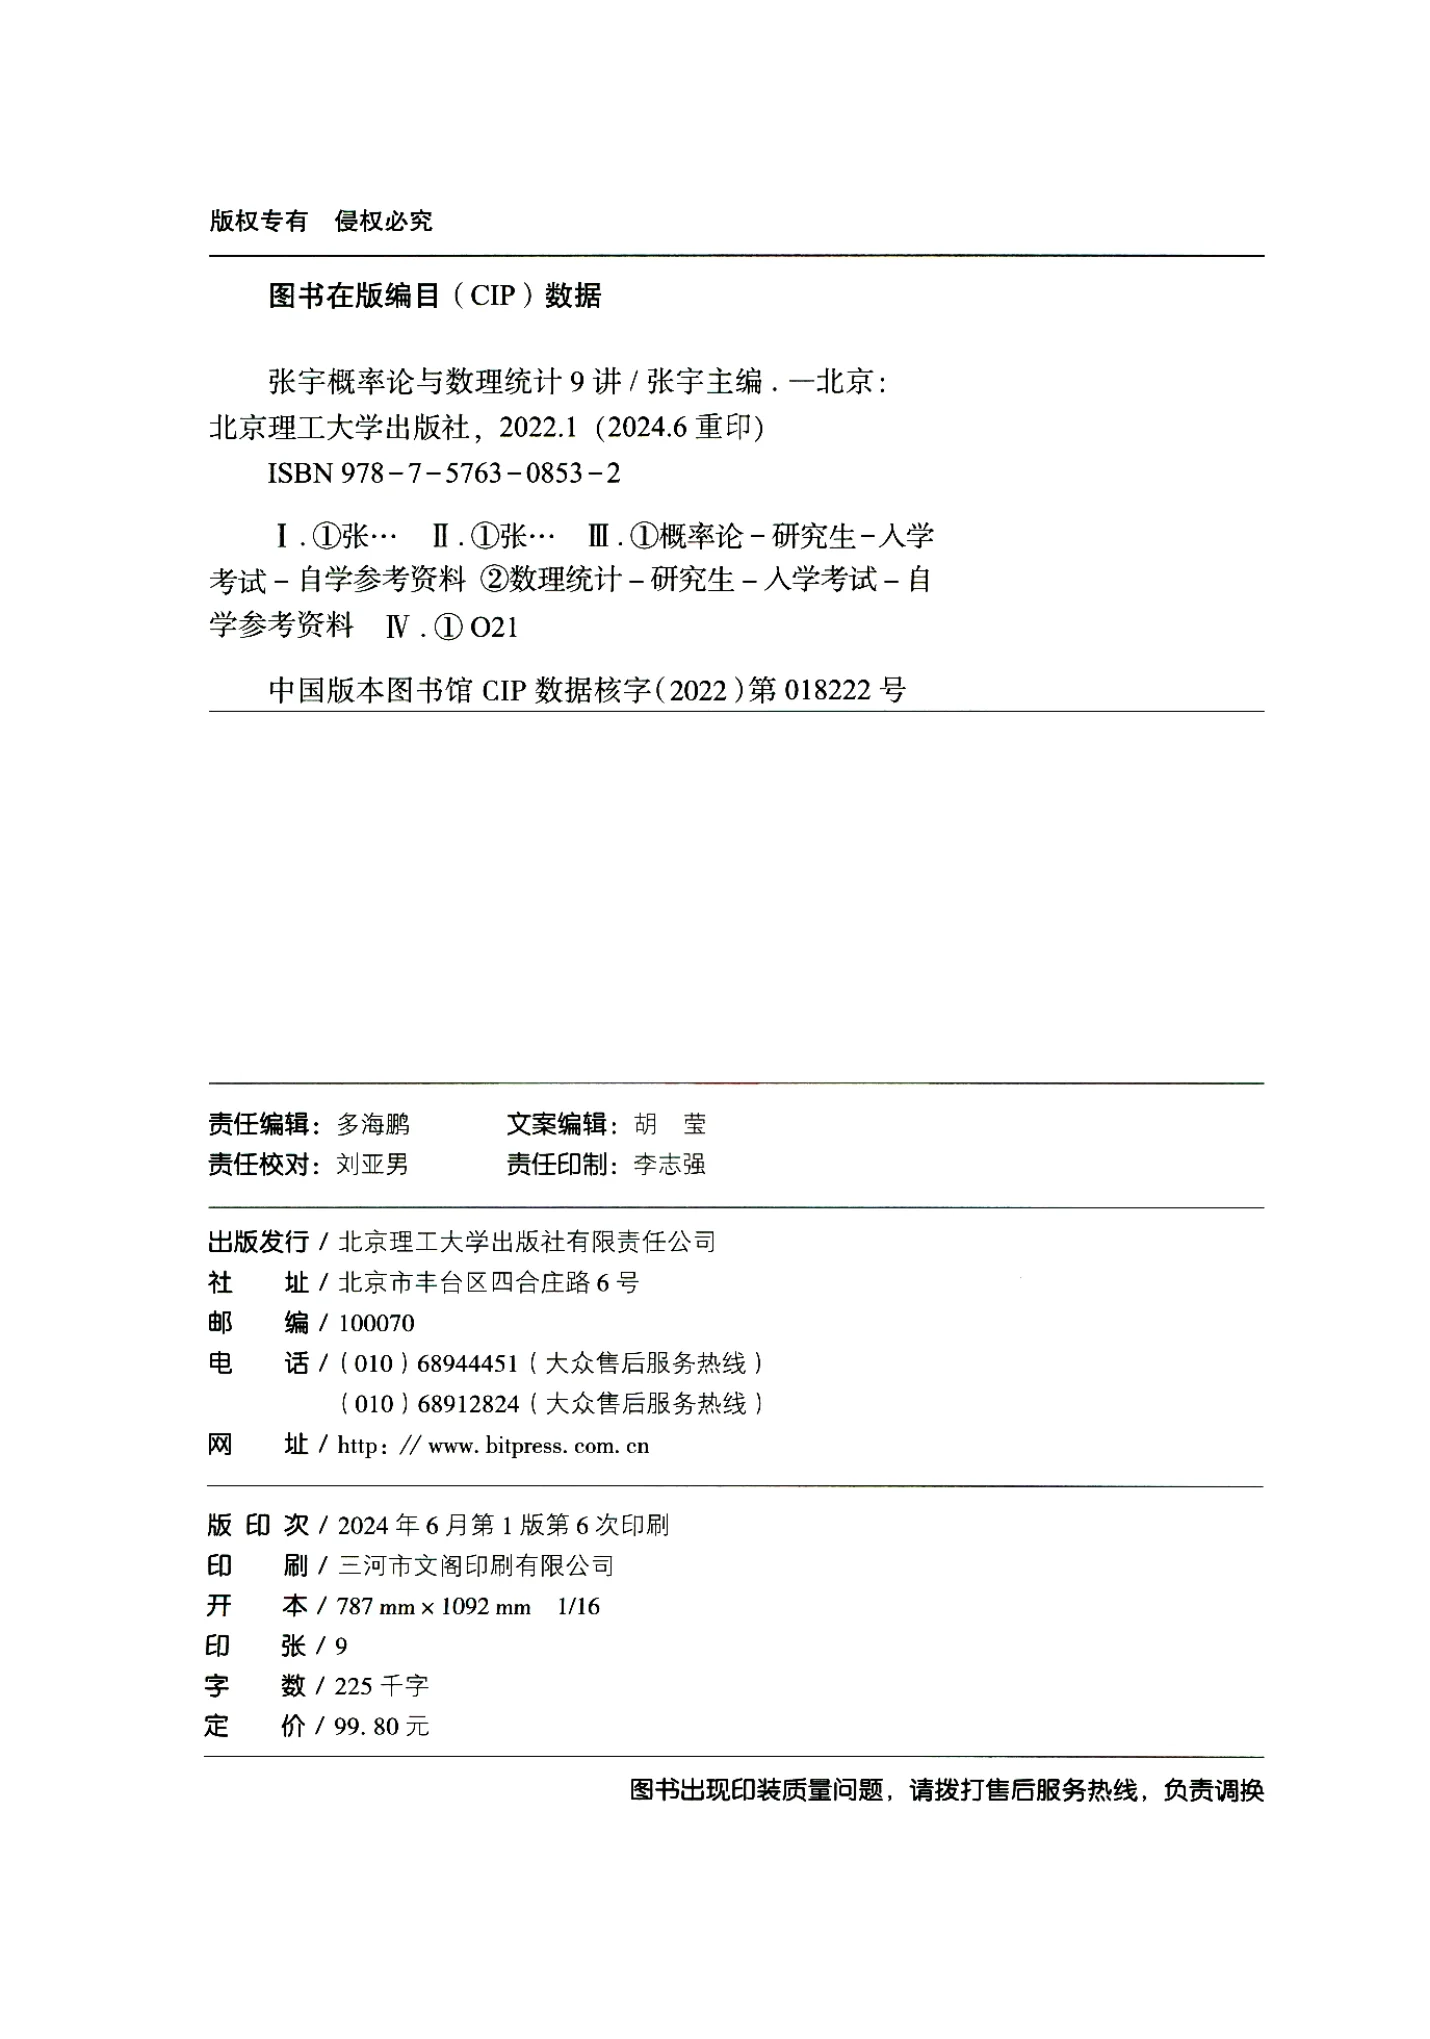 版权专有　侵权必究
图书在版编目（CIP）数据
张宇概率论与数理统计 9 讲 / 张宇主编 . —北京：
北京理工大学出版社，2022.1（2024.6 重印）
ISBN 978－7－5763－0853－2
Ⅰ . ①张…　Ⅱ . ①张…　Ⅲ . ①概率论－研究生－入学
考试－自学参考资料 ②数理统计－研究生－入学考试－自
学参考资料　Ⅳ . ① O21
中国版本图书馆 CIP 数据核字（2022）第 018222 号
责任编辑：多海鹏　文案编辑：胡　莹
责任校对：刘亚男　责任印制：李志强
出版发行 / 北京理工大学出版社有限责任公司
社　　址 / 北京市丰台区四合庄路 6 号
邮　　编 / 100070
电　　话 /（010）68944451（大众售后服务热线）
（010）68912824（大众售后服务热线）
网　　址 / http：// www. bitpress. com. cn
版 印 次 / 2024 年 6 月第 1 版第 6 次印刷
印　　刷 / 三河市文阁印刷有限公司
开　　本 / 787 mm × 1092 mm　1/16
印　　张 / 9
字　　数 / 225 千字
定　　价 / 99. 80 元
图书出现印装质量问题，请拨打售后服务热线，负责调换